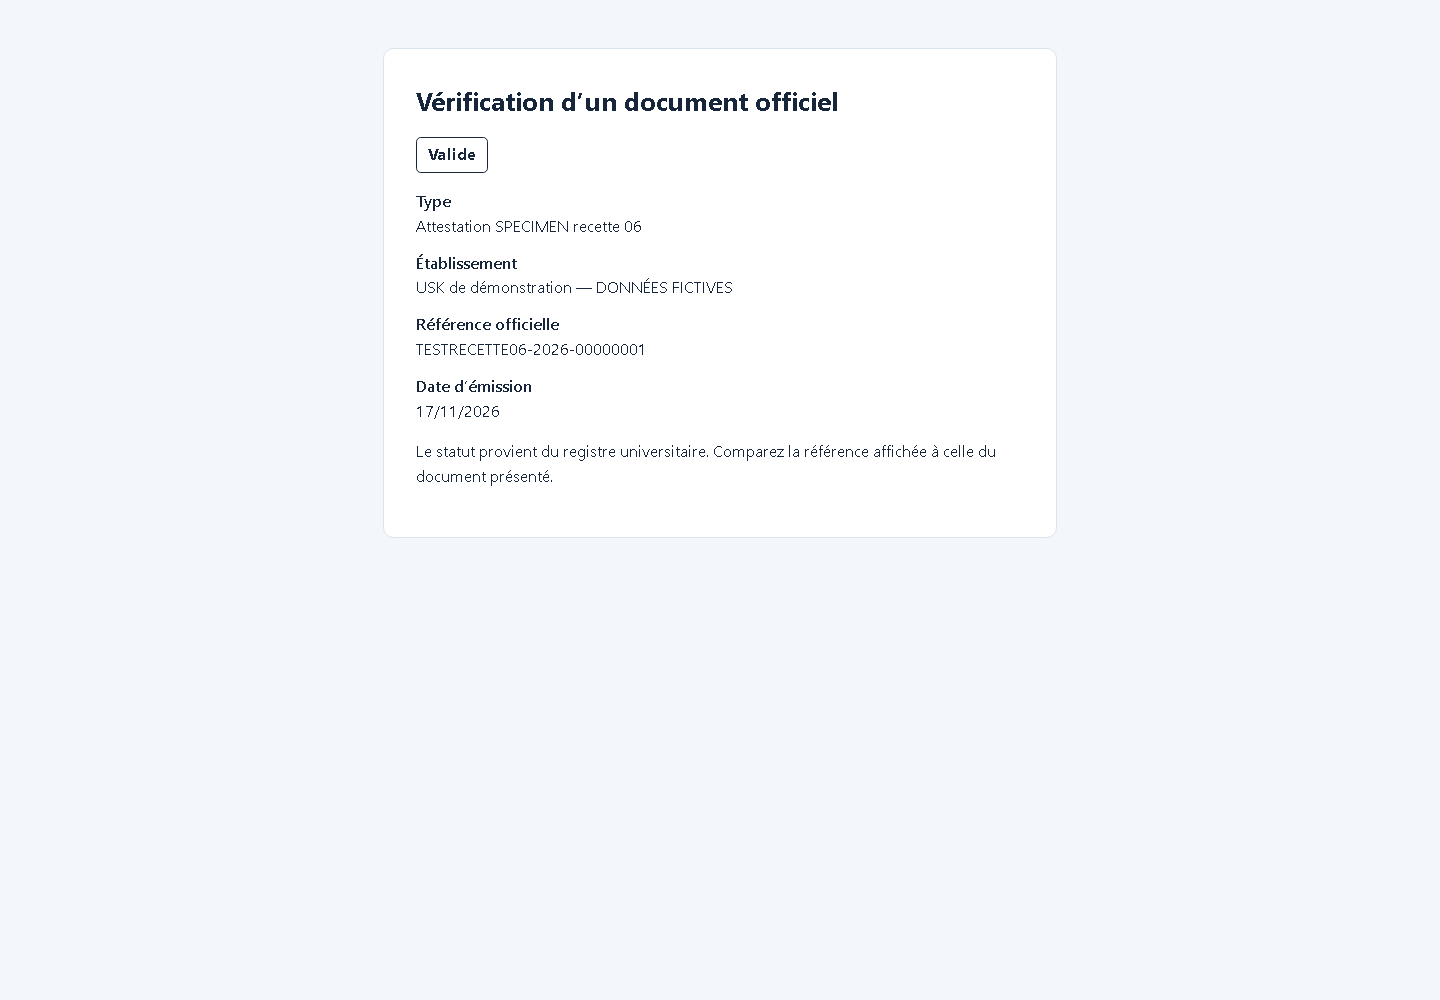 Vérification d’un document officiel
Valide
Type
Attestation SPECIMEN recette 06
Établissement
USK de démonstration — DONNÉES FICTIVES
Référence officielle
TESTRECETTE06-2026-00000001
Date d’émission
17/11/2026
Le statut provient du registre universitaire. Comparez la référence affichée à celle du
document présenté.